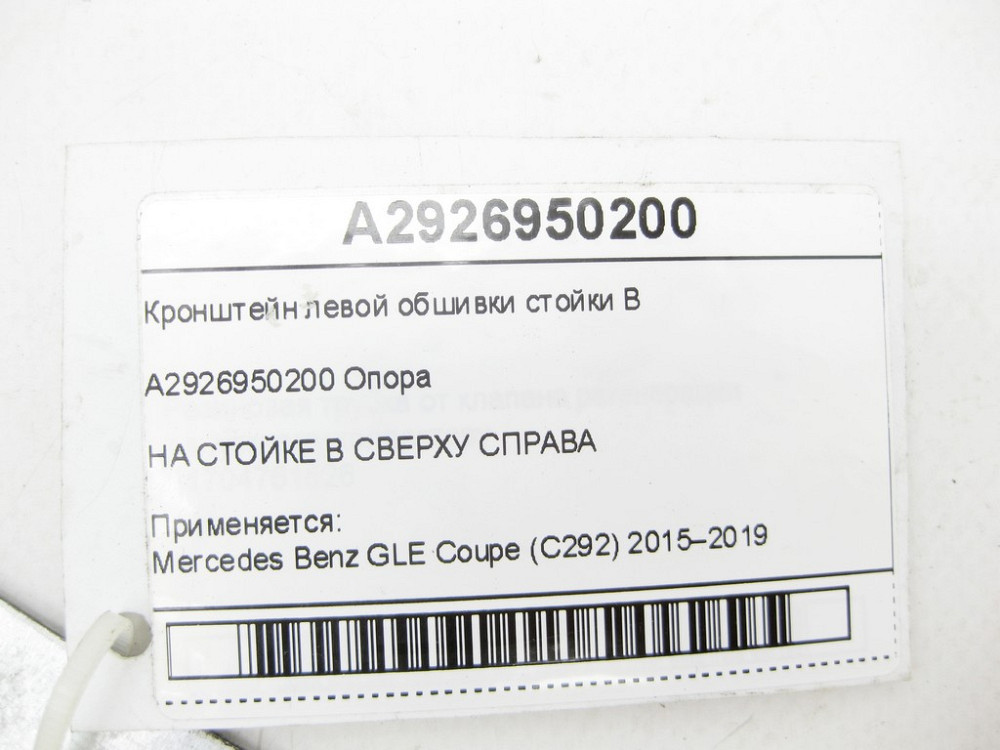 A2926950200
Кронштейн левой обшивки стойки В
A2926950200 Опора
НА СТОЙКЕ В СВЕРХУ СПРАВА
Применяется:
Mercedes Benz GLE Coupe (C292) 2015–2019